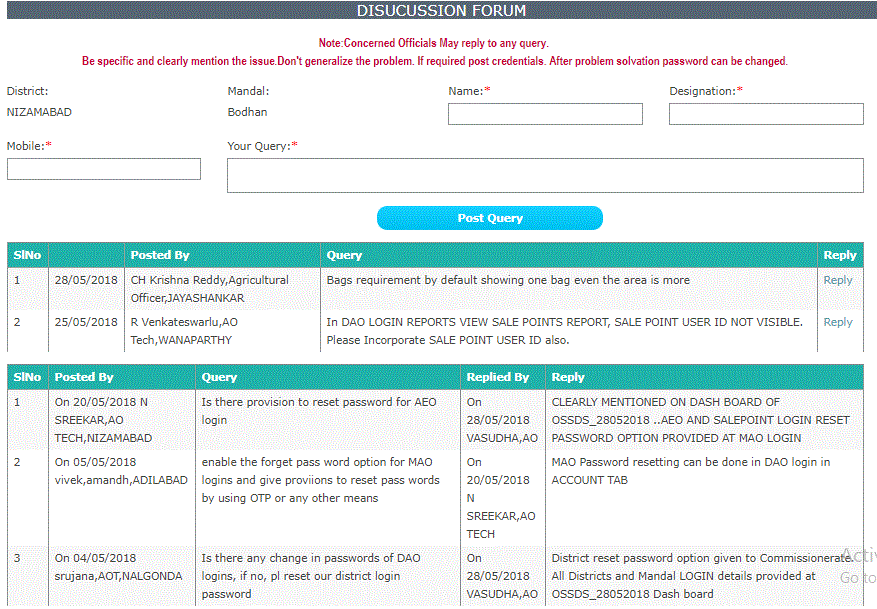 DISUCUSSION FORUM
Note:Concerned Officials May reply to any query.
Be specific and clearly mention the issue.Don't generalize the problem. If required post credentials. After problem solvation password can be changed.
District: Mandal: Name:* Designation:*
NIZAMABAD Bodhan
Mobile:* Your Query:*
Post Query
SlNo Posted By Query Reply
1 28/05/2018 CH Krishna Reddy,Agricultural Bags requirement by default showing one bag even the area is more Reply
Officer,JAYASHANKAR
2 25/05/2018 R Venkateswarlu,AO In DAO LOGIN REPORTS VIEW SALE POINTS REPORT, SALE POINT USER ID NOT VISIBLE. Reply
Tech,WANAPARTHY Please Incorporate SALE POINT USER ID also.
SlNo Posted By Query Replied By Reply
1 On 20/05/2018 N Is there provision to reset password for AEO On CLEARLY MENTIONED ON DASH BOARD OF
SREEKAR,AO login 28/05/2018 OSSDS_28052018 ..AEO AND SALEPOINT LOGIN RESET
TECH,NIZAMABAD VASUDHA,AO PASSWORD OPTION PROVIDED AT MAO LOGIN
2 On 05/05/2018 enable the forget pass word option for MAO On MAO Password resetting can be done in DAO login in
vivek,amandh,ADILABAD logins and give proviions to reset pass words 20/05/2018 ACCOUNT TAB
by using OTP or any other means N
SREEKAR,AO
TECH
3 On 04/05/2018 Is there any change in passwords of DAO On District reset password option given to Commissionerate.
srujana,AOT,NALGONDA logins, if no, pl reset our district login 28/05/2018 All Districts and Mandal LOGIN details provided at
password VASUDHA,AO OSSDS_28052018 Dash board
Activ
Go to